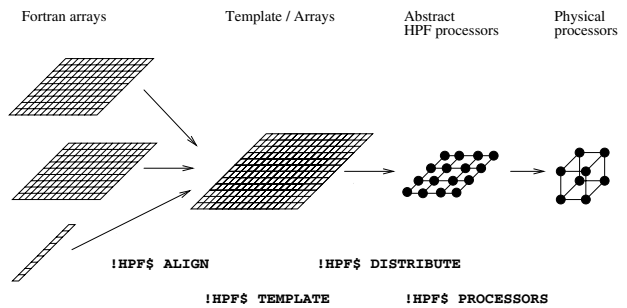 Fortran arrays
Template / Arrays
Abstract
HPF processors
Physical
processors
!HPF$ ALIGN
!HPF$ DISTRIBUTE
!HPF$ TEMPLATE
!HPF$ PROCESSORS